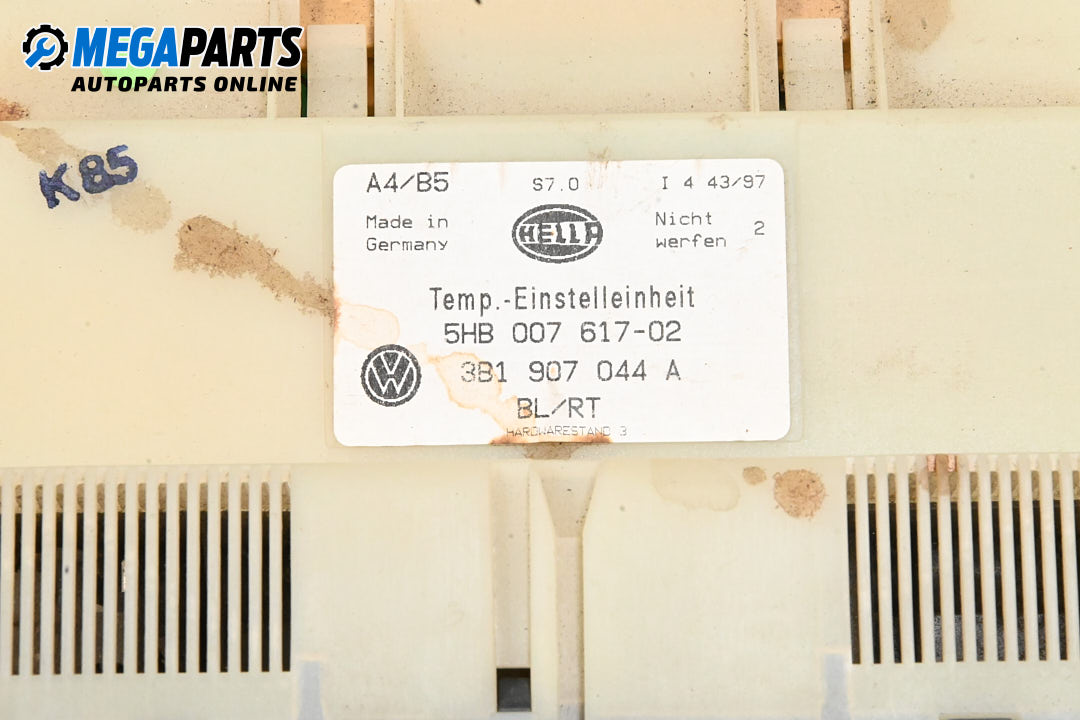 MEGAPARTS
AUTOPARTS ONLINE
K85
A4/B5 S7.0 I 4 43/97
Made in Germany
HELLA
Nicht werfen 2
Temp.-Einstelleinheit
5HB 007 617-02
VW 3B1 907 044 A
BL/RT
HARDWARESTAND 3